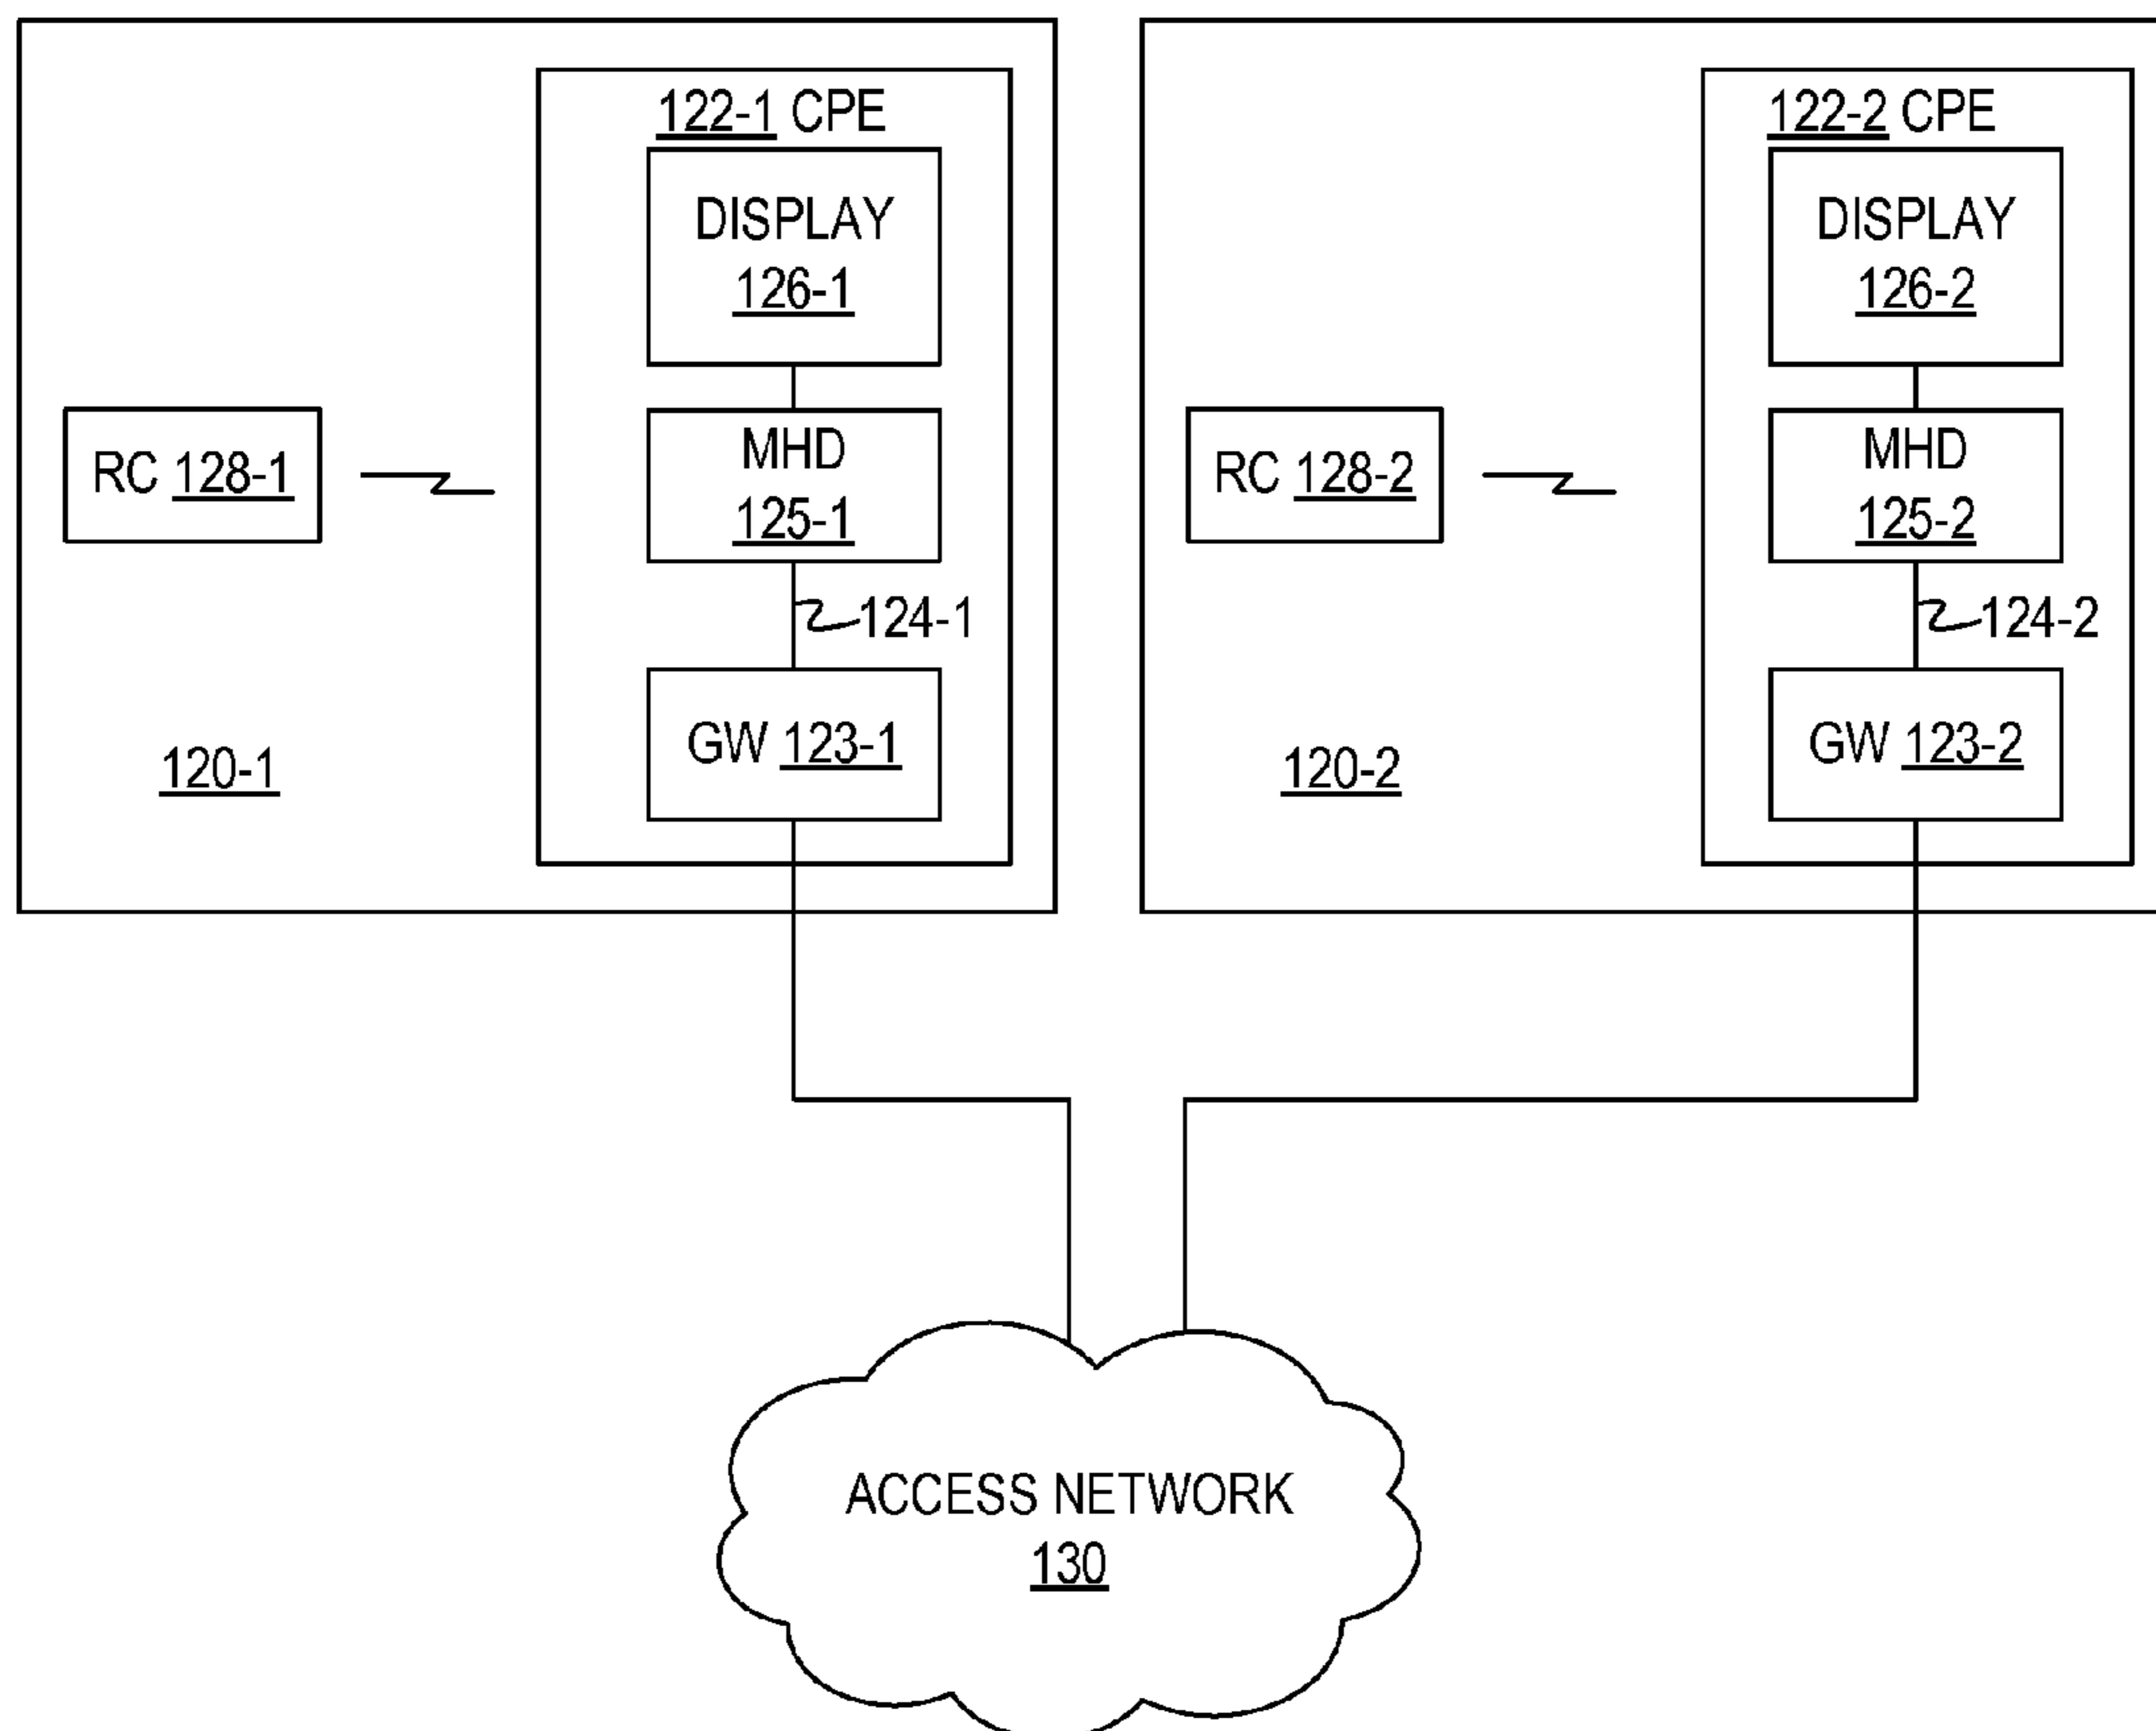 122-1 CPE
DISPLAY
126-1
RC 128-1
MHD
125-1
124-1
GW 123-1
120-1
122-2 CPE
DISPLAY
126-2
RC 128-2
MHD
125-2
124-2
GW 123-2
120-2
ACCESS NETWORK
130